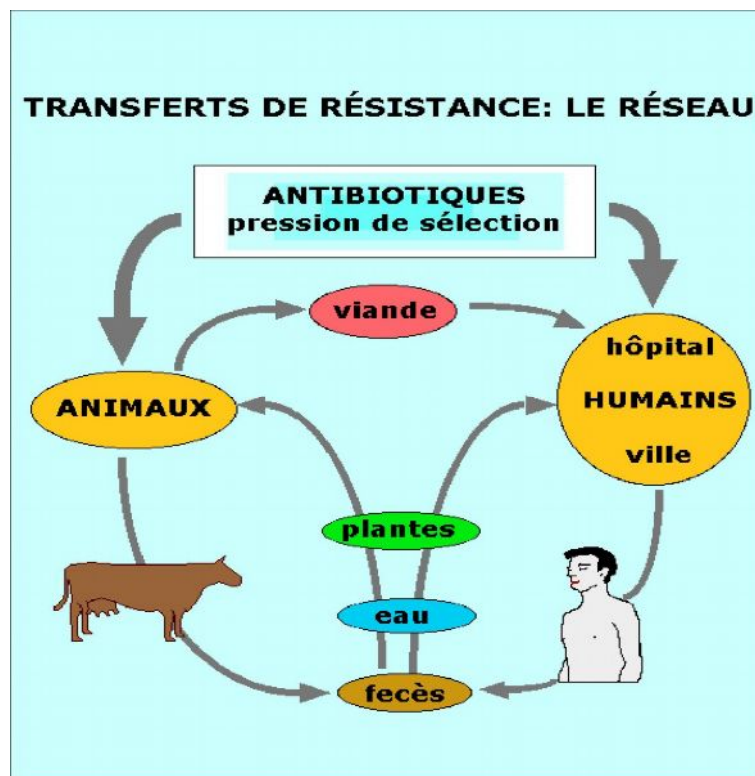 TRANSFERTS DE RÉSISTANCE: LE RÉSEAU
ANTIBIOTIQUES
pression de sélection
viande
hôpital
HUMAINS
ville
ANIMAUX
plantes
eau
fecès